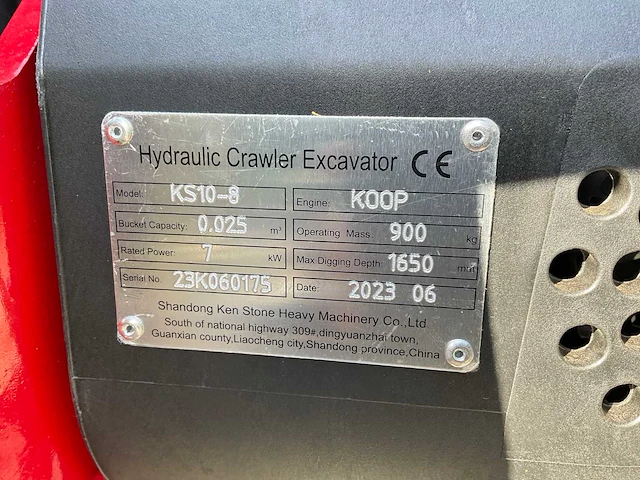 Hydraulic Crawler Excavator CE
Model: KS10-8
Engine: KOOP
Bucket Capacity: 0.025 m³
Operating Mass: 900 kg
Rated Power: 7 kW
Max Digging Depth: 1650 mm
Serial No. 23K060175
Date: 2023 06
Shandong Ken Stone Heavy Machinery Co.,Ltd
South of national highway 309#,dingyuanzhai town,
Guanxian county,Liaocheng city,Shandong province,China